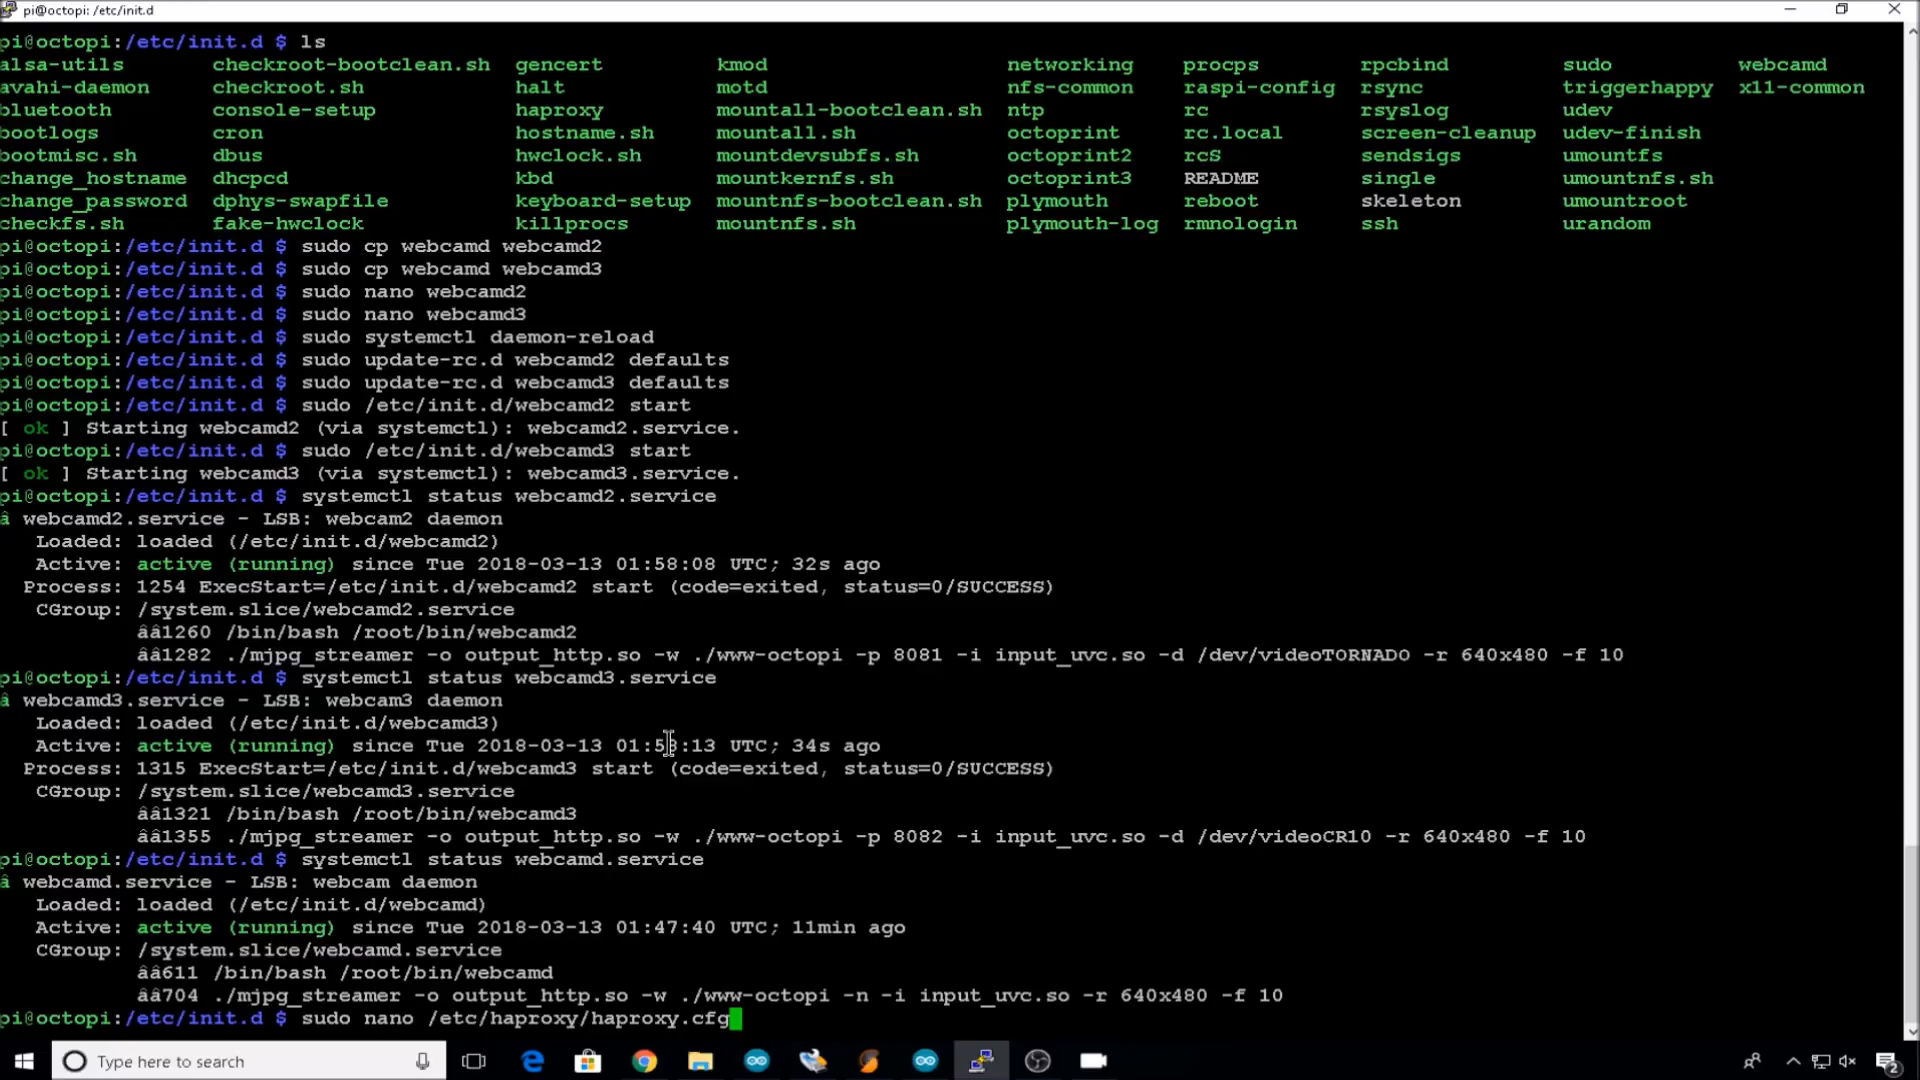 pi@octopi: /etc/init.d
pi@octopi:/etc/init.d $ ls
alsa-utils checkroot-bootclean.sh gencert kmod networking procps rpcbind sudo webcamd
avahi-daemon checkroot.sh halt motd nfs-common raspi-config rsync triggerhappy x11-common
bluetooth console-setup haproxy mountall-bootclean.sh ntp rc rsyslog udev
bootlogs cron hostname.sh mountall.sh octoprint rc.local screen-cleanup udev-finish
bootmisc.sh dbus hwclock.sh mountdevsubfs.sh octoprint2 rcS sendsigs umountfs
change_hostname dhcpcd kbd mountkernfs.sh octoprint3 README single umountnfs.sh
change_password dphys-swapfile keyboard-setup mountnfs-bootclean.sh plymouth reboot skeleton umountroot
checkfs.sh fake-hwclock killprocs mountnfs.sh plymouth-log rmnologin ssh urandom
pi@octopi:/etc/init.d $ sudo cp webcamd webcamd2
pi@octopi:/etc/init.d $ sudo cp webcamd webcamd3
pi@octopi:/etc/init.d $ sudo nano webcamd2
pi@octopi:/etc/init.d $ sudo nano webcamd3
pi@octopi:/etc/init.d $ sudo systemctl daemon-reload
pi@octopi:/etc/init.d $ sudo update-rc.d webcamd2 defaults
pi@octopi:/etc/init.d $ sudo update-rc.d webcamd3 defaults
pi@octopi:/etc/init.d $ sudo /etc/init.d/webcamd2 start
[ ok ] Starting webcamd2 (via systemctl): webcamd2.service.
pi@octopi:/etc/init.d $ sudo /etc/init.d/webcamd3 start
[ ok ] Starting webcamd3 (via systemctl): webcamd3.service.
pi@octopi:/etc/init.d $ systemctl status webcamd2.service
â webcamd2.service - LSB: webcam2 daemon
Loaded: loaded (/etc/init.d/webcamd2)
Active: active (running) since Tue 2018-03-13 01:58:08 UTC; 32s ago
Process: 1254 ExecStart=/etc/init.d/webcamd2 start (code=exited, status=0/SUCCESS)
CGroup: /system.slice/webcamd2.service
ââ1260 /bin/bash /root/bin/webcamd2
ââ1282 ./mjpg_streamer -o output_http.so -w ./www-octopi -p 8081 -i input_uvc.so -d /dev/videoTORNADO -r 640x480 -f 10
pi@octopi:/etc/init.d $ systemctl status webcamd3.service
â webcamd3.service - LSB: webcam3 daemon
Loaded: loaded (/etc/init.d/webcamd3)
Active: active (running) since Tue 2018-03-13 01:58:13 UTC; 34s ago
Process: 1315 ExecStart=/etc/init.d/webcamd3 start (code=exited, status=0/SUCCESS)
CGroup: /system.slice/webcamd3.service
ââ1321 /bin/bash /root/bin/webcamd3
ââ1355 ./mjpg_streamer -o output_http.so -w ./www-octopi -p 8082 -i input_uvc.so -d /dev/videoCR10 -r 640x480 -f 10
pi@octopi:/etc/init.d $ systemctl status webcamd.service
â webcamd.service - LSB: webcam daemon
Loaded: loaded (/etc/init.d/webcamd)
Active: active (running) since Tue 2018-03-13 01:47:40 UTC; 11min ago
CGroup: /system.slice/webcamd.service
ââ611 /bin/bash /root/bin/webcamd
ââ704 ./mjpg_streamer -o output_http.so -w ./www-octopi -n -i input_uvc.so -r 640x480 -f 10
pi@octopi:/etc/init.d $ sudo nano /etc/haproxy/haproxy.cfg
Type here to search
2